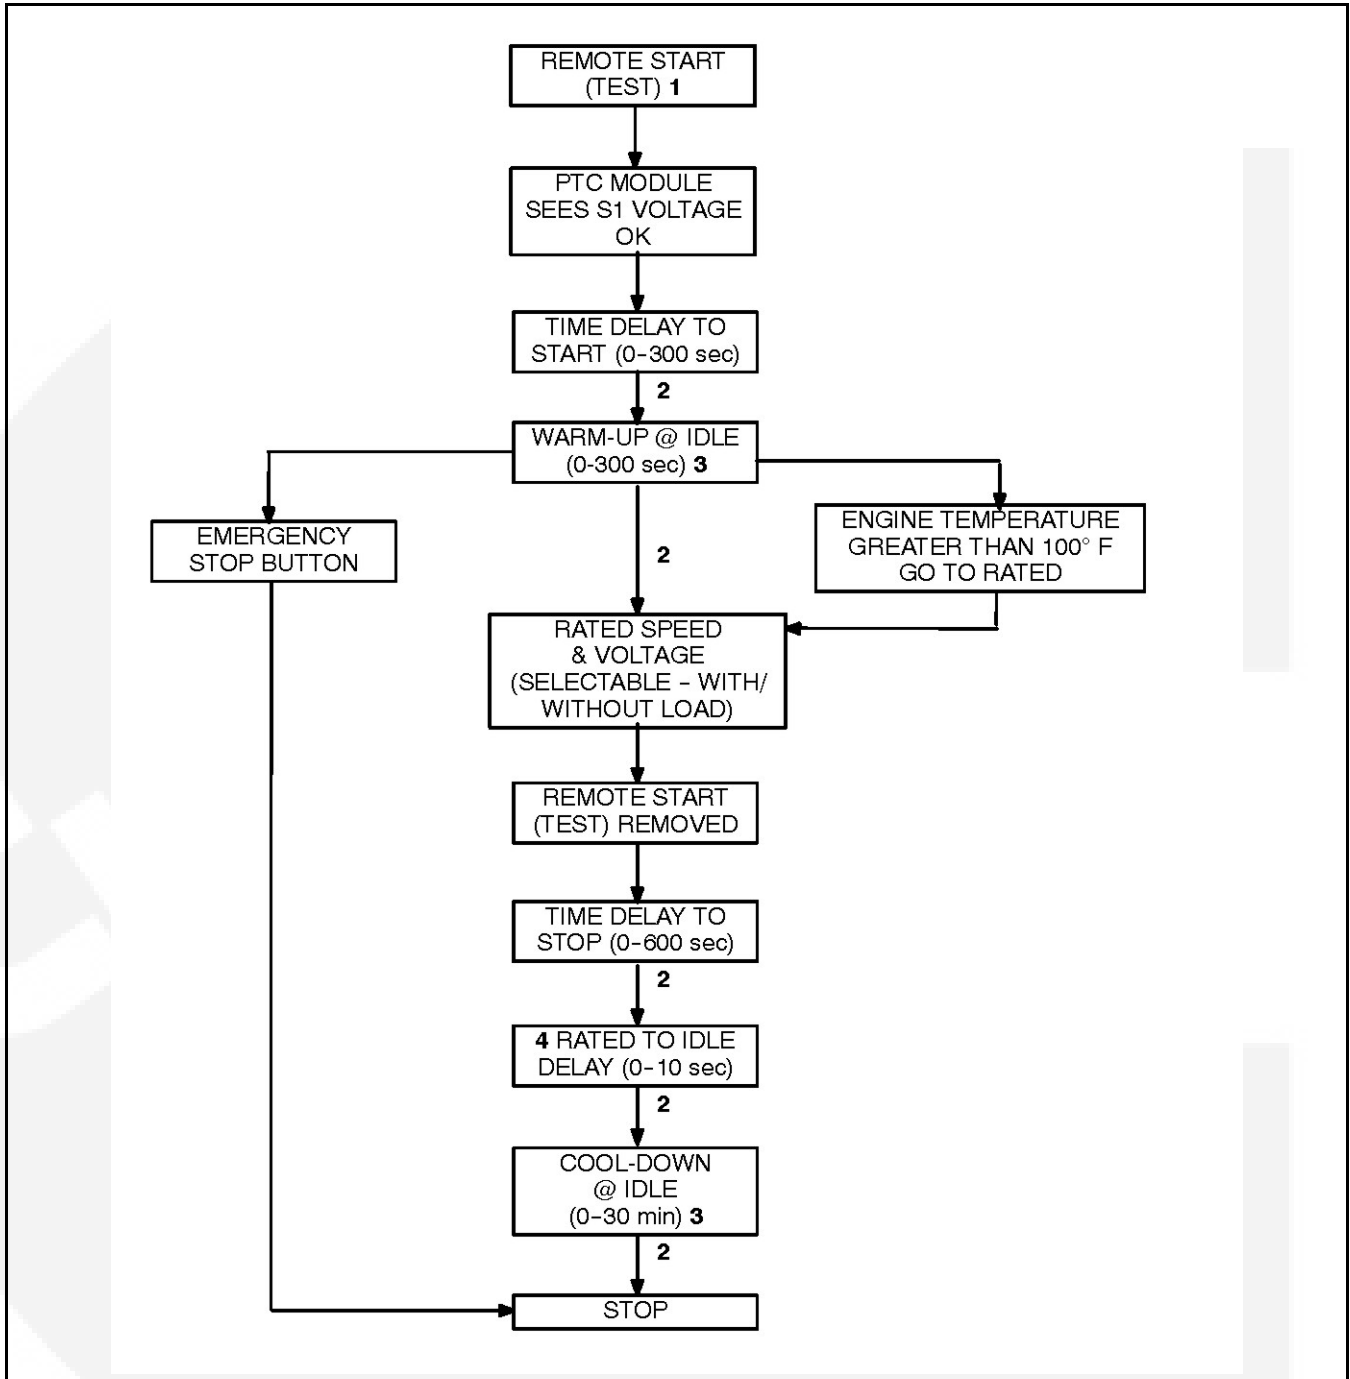 REMOTE START
(TEST) 1
PTC MODULE
SEES S1 VOLTAGE
OK
TIME DELAY TO
START (0–300 sec)
2
WARM-UP @ IDLE
(0-300 sec) 3
EMERGENCY
STOP BUTTON
2
ENGINE TEMPERATURE
GREATER THAN 100° F
GO TO RATED
RATED SPEED
& VOLTAGE
(SELECTABLE – WITH/
WITHOUT LOAD)
REMOTE START
(TEST) REMOVED
TIME DELAY TO
STOP (0–600 sec)
2
4 RATED TO IDLE
DELAY (0–10 sec)
2
COOL-DOWN
@ IDLE
(0–30 min) 3
2
STOP